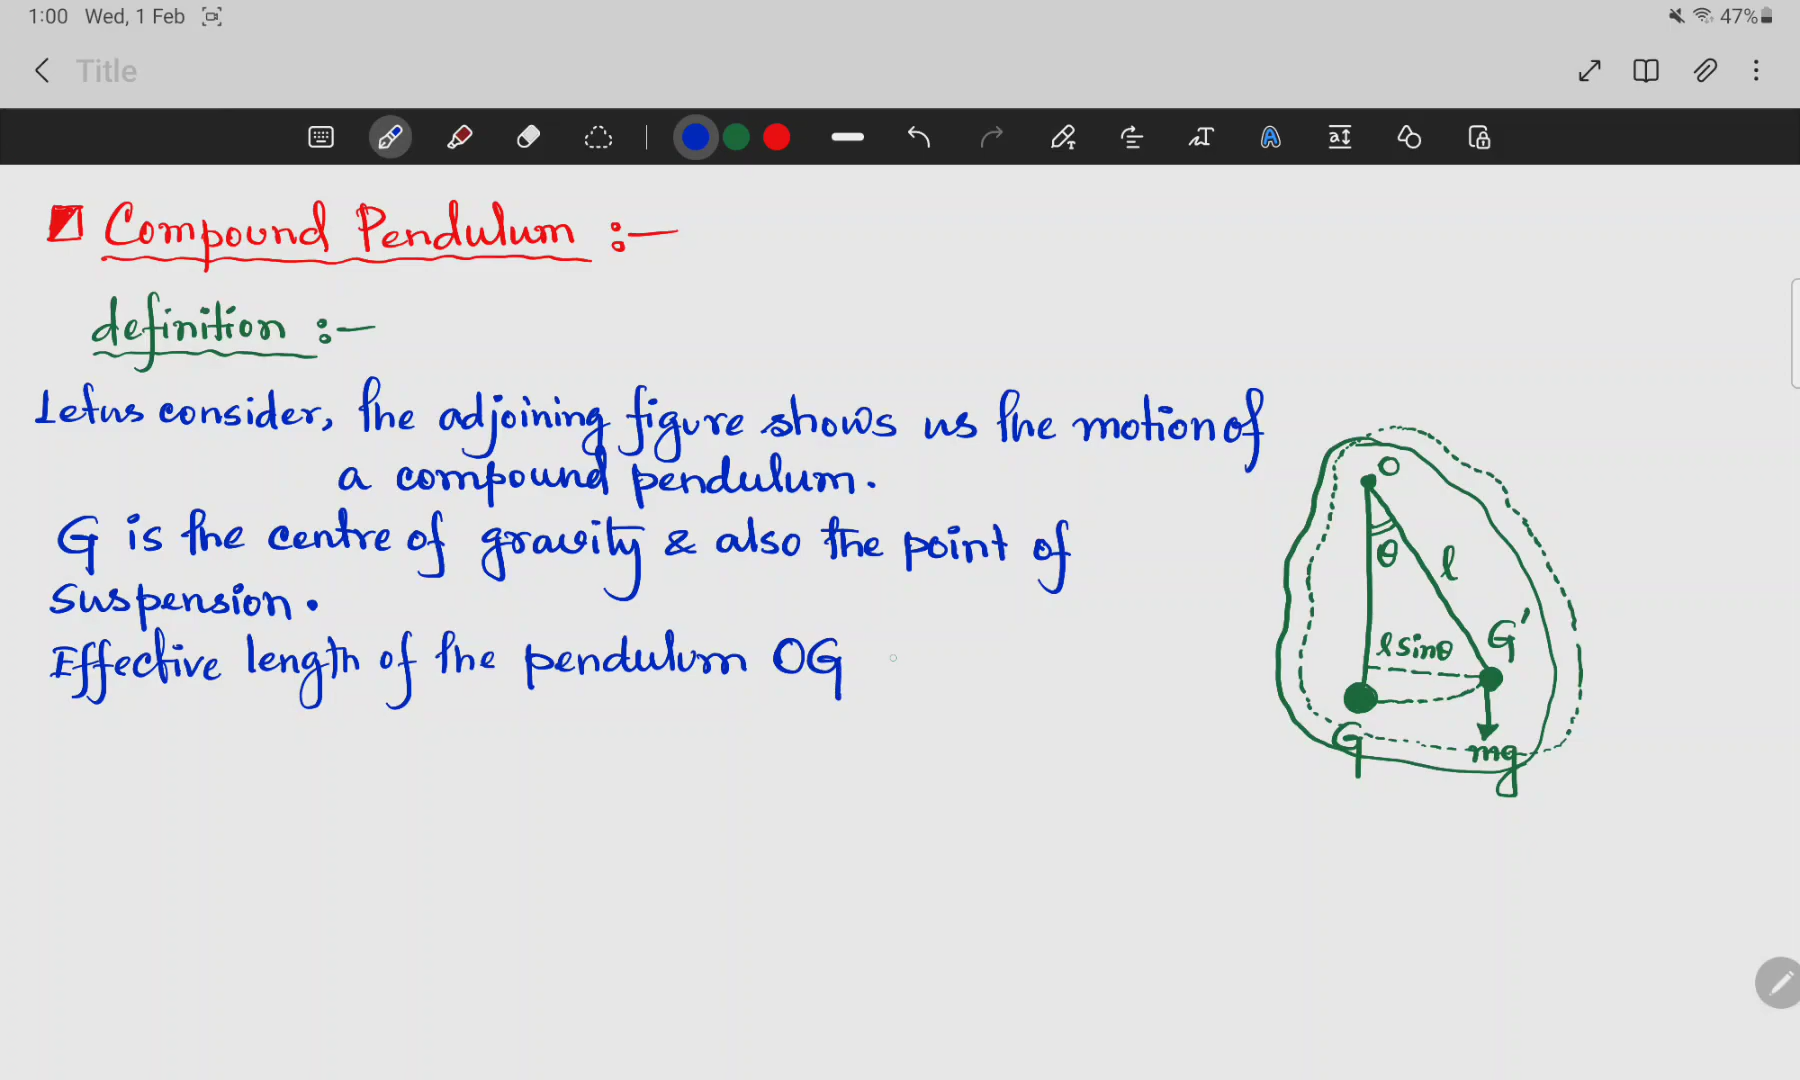 1:00 Wed, 1 Feb 47%
Title
Compound Pendulum :-
definition :-
Let us consider, the adjoining figure shows us the motion of
a compound pendulum.
G is the centre of gravity & also the point of
suspension.
Effective length of the pendulum OG
O
θ
l
l sinθ
G'
G
mg